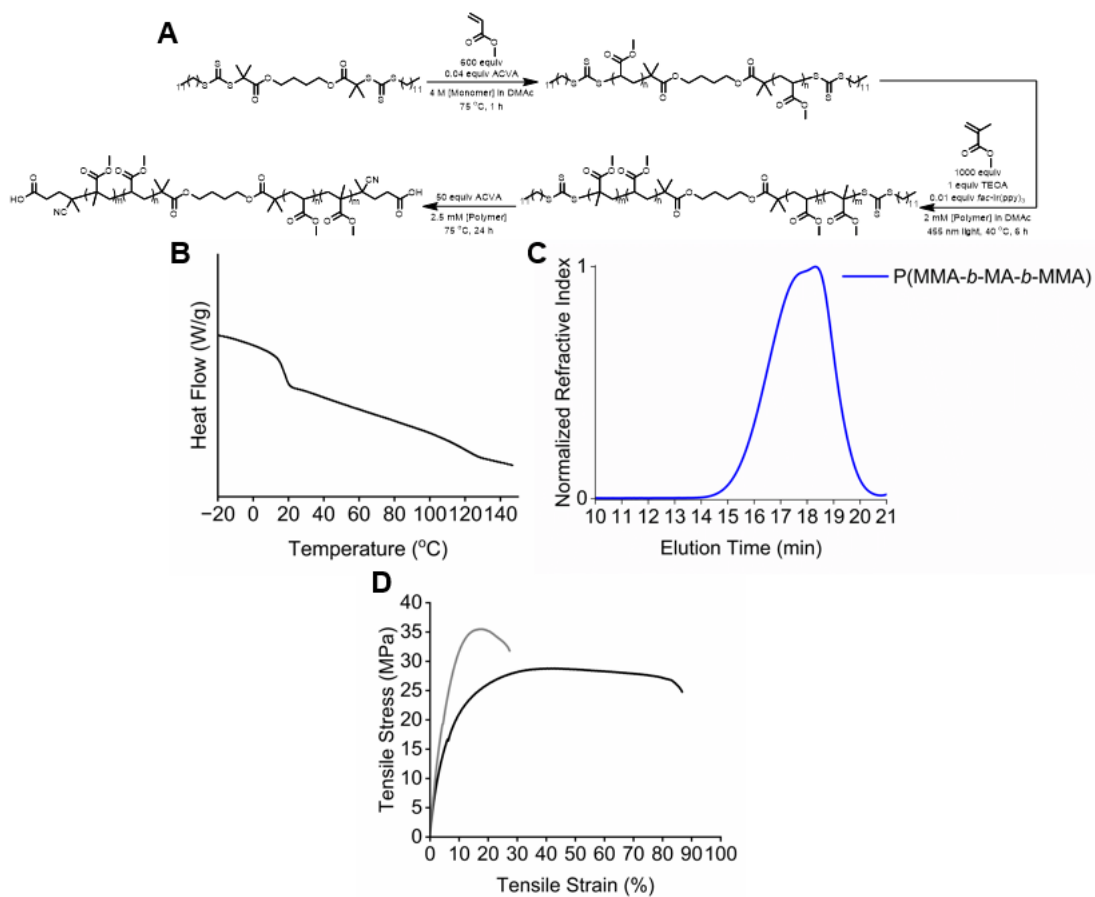 A
O
O
600 equiv
0.04 equiv ACVA
4 M [Monomer] in DMAc
75 °C, 1 h
1000 equiv
1 equiv TEOA
0.01 equiv fac-Ir(ppy)3
2 mM [Polymer] in DMAc
455 nm light, 40 °C, 6 h
50 equiv ACVA
2.5 mM [Polymer]
75 °C, 24 h
B
Heat Flow (W/g)
−20 0 20 40 60 80 100 120 140
Temperature (°C)
C
P(MMA-b-MA-b-MMA)
Normalized Refractive Index
1
0
10 11 12 13 14 15 16 17 18 19 20 21
Elution Time (min)
D
Tensile Stress (MPa)
40
35
30
25
20
15
10
5
0
0 10 20 30 40 50 60 70 80 90 100
Tensile Strain (%)